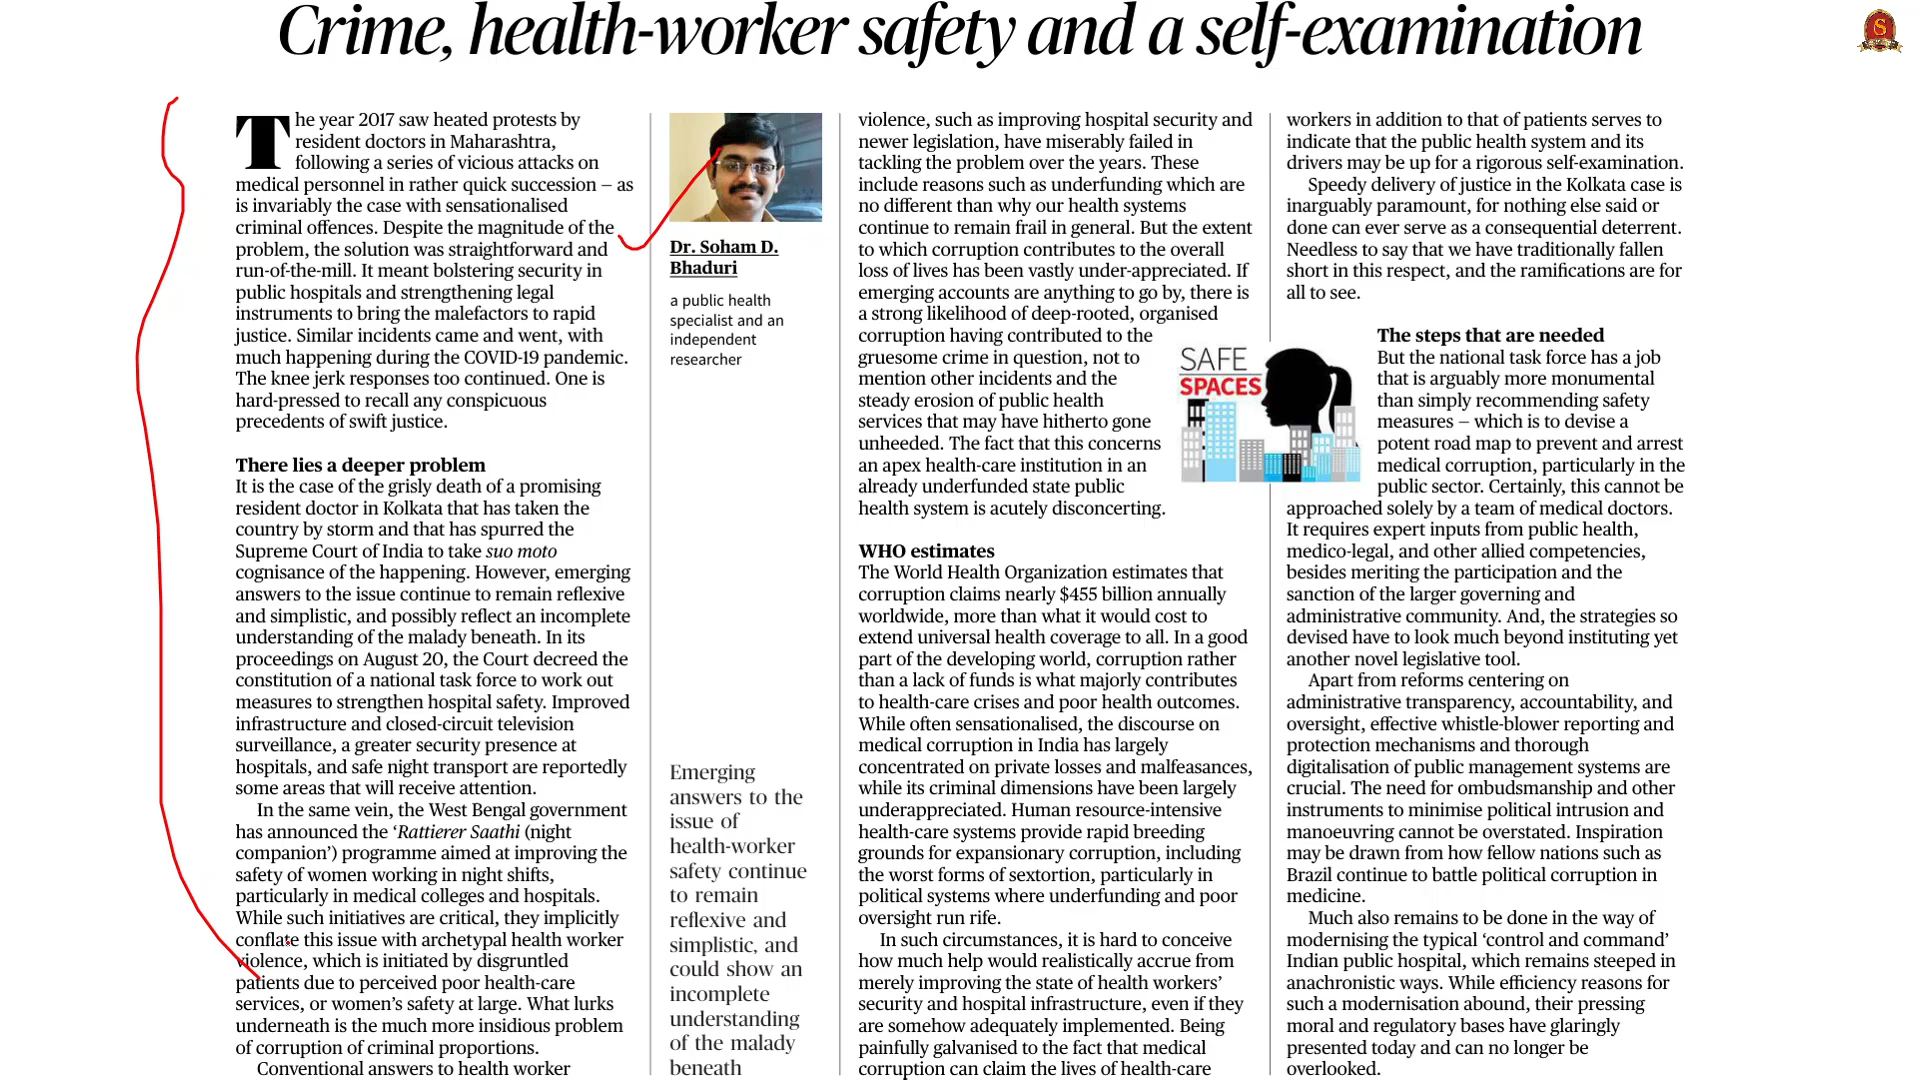 Crime, health-worker safety and a self-examination
The year 2017 saw heated protests by
resident doctors in Maharashtra,
following a series of vicious attacks on
medical personnel in rather quick succession — as
is invariably the case with sensationalised
criminal offences. Despite the magnitude of the
problem, the solution was straightforward and
run-of-the-mill. It meant bolstering security in
public hospitals and strengthening legal
instruments to bring the malefactors to rapid
justice. Similar incidents came and went, with
much happening during the COVID-19 pandemic.
The knee jerk responses too continued. One is
hard-pressed to recall any conspicuous
precedents of swift justice.
There lies a deeper problem
It is the case of the grisly death of a promising
resident doctor in Kolkata that has taken the
country by storm and that has spurred the
Supreme Court of India to take suo moto
cognisance of the happening. However, emerging
answers to the issue continue to remain reflexive
and simplistic, and possibly reflect an incomplete
understanding of the malady beneath. In its
proceedings on August 20, the Court decreed the
constitution of a national task force to work out
measures to strengthen hospital safety. Improved
infrastructure and closed-circuit television
surveillance, a greater security presence at
hospitals, and safe night transport are reportedly
some areas that will receive attention.
In the same vein, the West Bengal government
has announced the ‘Rattierer Saathi (night
companion’) programme aimed at improving the
safety of women working in night shifts,
particularly in medical colleges and hospitals.
While such initiatives are critical, they implicitly
conflate this issue with archetypal health worker
violence, which is initiated by disgruntled
patients due to perceived poor health-care
services, or women’s safety at large. What lurks
underneath is the much more insidious problem
of corruption of criminal proportions.
Conventional answers to health worker
Dr. Soham D.
Bhaduri
a public health
specialist and an
independent
researcher
Emerging
answers to the
issue of
health-worker
safety continue
to remain
reflexive and
simplistic, and
could show an
incomplete
understanding
of the malady
beneath
violence, such as improving hospital security and
newer legislation, have miserably failed in
tackling the problem over the years. These
include reasons such as underfunding which are
no different than why our health systems
continue to remain frail in general. But the extent
to which corruption contributes to the overall
loss of lives has been vastly under-appreciated. If
emerging accounts are anything to go by, there is
a strong likelihood of deep-rooted, organised
corruption having contributed to the
gruesome crime in question, not to
mention other incidents and the
steady erosion of public health
services that may have hitherto gone
unheeded. The fact that this concerns
an apex health-care institution in an
already underfunded state public
health system is acutely disconcerting.
WHO estimates
The World Health Organization estimates that
corruption claims nearly $455 billion annually
worldwide, more than what it would cost to
extend universal health coverage to all. In a good
part of the developing world, corruption rather
than a lack of funds is what majorly contributes
to health-care crises and poor health outcomes.
While often sensationalised, the discourse on
medical corruption in India has largely
concentrated on private losses and malfeasances,
while its criminal dimensions have been largely
underappreciated. Human resource-intensive
health-care systems provide rapid breeding
grounds for expansionary corruption, including
the worst forms of sextortion, particularly in
political systems where underfunding and poor
oversight run rife.
In such circumstances, it is hard to conceive
how much help would realistically accrue from
merely improving the state of health workers’
security and hospital infrastructure, even if they
are somehow adequately implemented. Being
painfully galvanised to the fact that medical
corruption can claim the lives of health-care
SAFE
SPACES
workers in addition to that of patients serves to
indicate that the public health system and its
drivers may be up for a rigorous self-examination.
Speedy delivery of justice in the Kolkata case is
inarguably paramount, for nothing else said or
done can ever serve as a consequential deterrent.
Needless to say that we have traditionally fallen
short in this respect, and the ramifications are for
all to see.
The steps that are needed
But the national task force has a job
that is arguably more monumental
than simply recommending safety
measures — which is to devise a
potent road map to prevent and arrest
medical corruption, particularly in the
public sector. Certainly, this cannot be
approached solely by a team of medical doctors.
It requires expert inputs from public health,
medico-legal, and other allied competencies,
besides meriting the participation and the
sanction of the larger governing and
administrative community. And, the strategies so
devised have to look much beyond instituting yet
another novel legislative tool.
Apart from reforms centering on
administrative transparency, accountability, and
oversight, effective whistle-blower reporting and
protection mechanisms and thorough
digitalisation of public management systems are
crucial. The need for ombudsmanship and other
instruments to minimise political intrusion and
manoeuvring cannot be overstated. Inspiration
may be drawn from how fellow nations such as
Brazil continue to battle political corruption in
medicine.
Much also remains to be done in the way of
modernising the typical ‘control and command’
Indian public hospital, which remains steeped in
anachronistic ways. While efficiency reasons for
such a modernisation abound, their pressing
moral and regulatory bases have glaringly
presented today and can no longer be
overlooked.
S